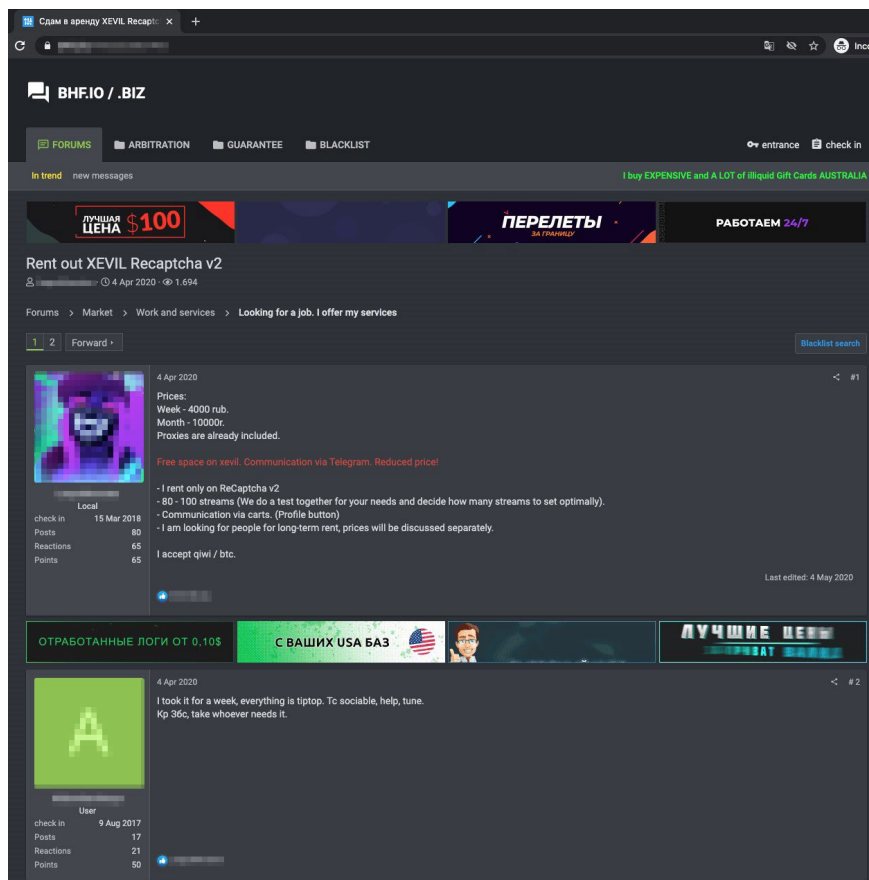 Сдам в аренду XEVIL Recaptc
Inco
BHF.IO / .BIZ
FORUMS ARBITRATION GUARANTEE BLACKLIST entrance check in
In trend new messages I buy EXPENSIVE and A LOT of illiquid Gift Cards AUSTRALIA
ЛУЧШАЯ ЦЕНА $100
ПЕРЕЛЕТЫ
ЗА ГРАНИЦУ
РАБОТАЕМ 24/7
Rent out XEVIL Recaptcha v2
4 Apr 2020 · 1.694
Forums > Market > Work and services > Looking for a job. I offer my services
1 2 Forward
Blacklist search
4 Apr 2020 #1
Prices:
Week - 4000 rub.
Month - 10000r.
Proxies are already included.
Free space on xevil. Communication via Telegram. Reduced price!
- I rent only on ReCaptcha v2
- 80 - 100 streams (We do a test together for your needs and decide how many streams to set optimally).
- Communication via carts. (Profile button)
- I am looking for people for long-term rent, prices will be discussed separately.
I accept qiwi / btc.
Last edited: 4 May 2020
Local
check in 15 Mar 2018
Posts 80
Reactions 65
Points 65
ОТРАБОТАННЫЕ ЛОГИ ОТ 0,10$
С ВАШИХ USA БАЗ
ЛУЧШИЕ ЦЕНЫ
4 Apr 2020 #2
I took it for a week, everything is tiptop. Tc sociable, help, tune.
Кр 3бс, take whoever needs it.
A
User
check in 9 Aug 2017
Posts 17
Reactions 21
Points 50